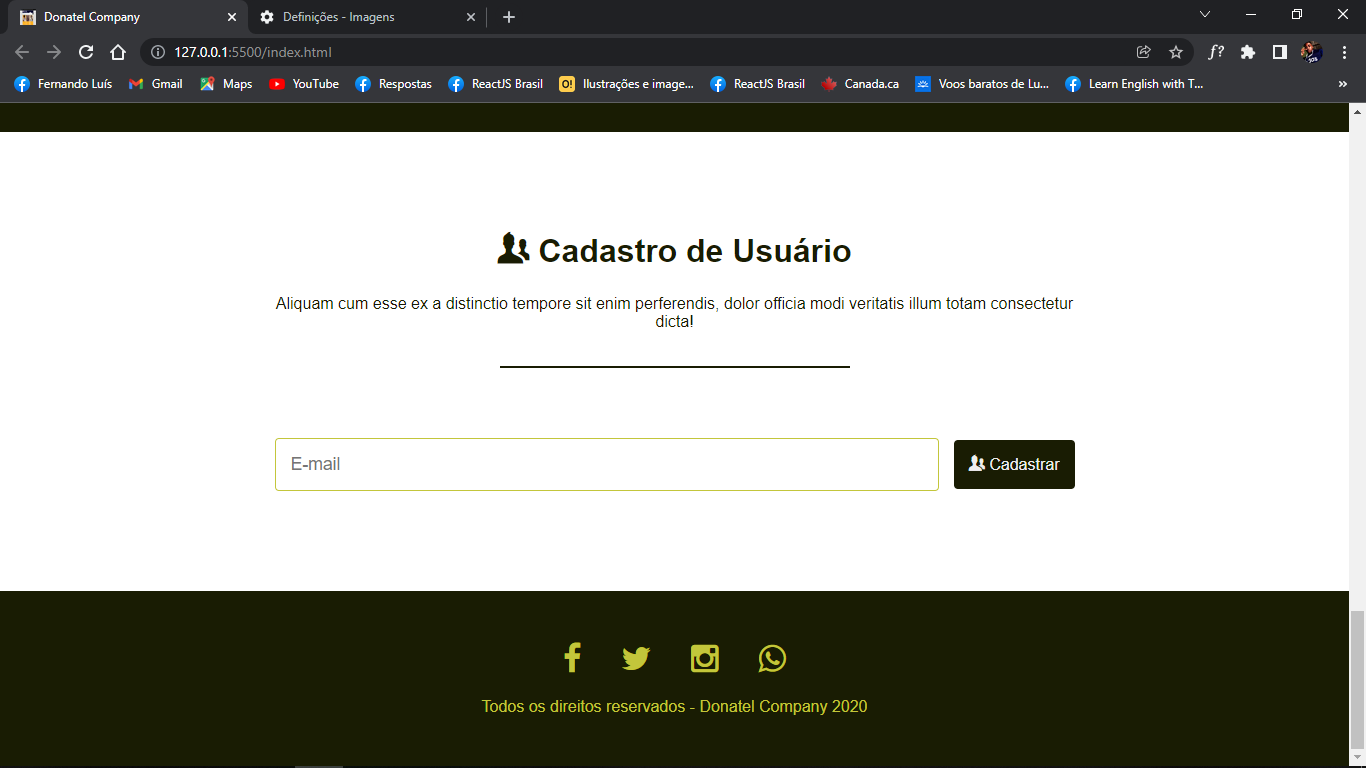 Donatel Company
Definições - Imagens
127.0.0.1:5500/index.html
f?
Fernando Luís
Gmail
Maps
YouTube
Respostas
ReactJS Brasil
O!
Ilustrações e image...
ReactJS Brasil
Canada.ca
Voos baratos de Lu...
Learn English with T...
»
Cadastro de Usuário
Aliquam cum esse ex a distinctio tempore sit enim perferendis, dolor officia modi veritatis illum totam consectetur
dicta!
E-mail
Cadastrar
Todos os direitos reservados - Donatel Company 2020